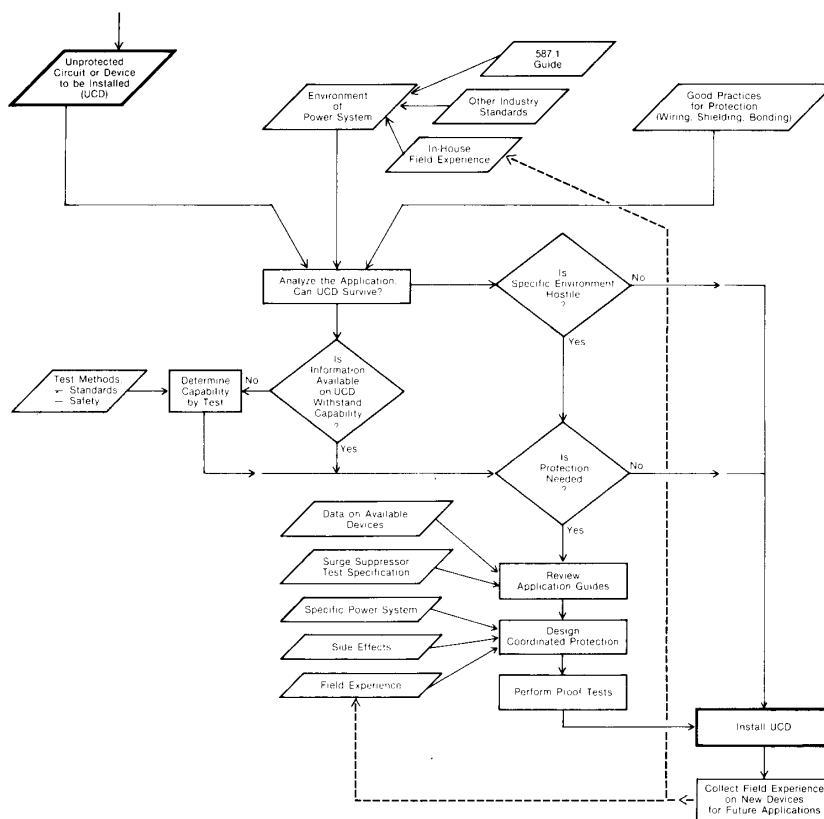 Unprotected
Circuit or Device
to be Installed
(UCD)
587.1
Guide
Environment
of
Power System
Other Industry
Standards
In-House
Field Experience
Good Practices
for Protection
(Wiring, Shielding, Bonding)
Analyze the Application.
Can UCD Survive?
Is
Specific Environment
Hostile
?
No
Yes
Test Methods.
— Standards
— Safety
Determine
Capability
by Test
No
Is
Information
Available
on UCD
Withstand
Capability
?
Yes
Is
Protection
Needed
?
No
Yes
Data on Available
Devices
Surge Suppressor
Test Specification
Review
Application Guides
Specific Power System
Design
Coordinated Protection
Side Effects
Field Experience
Perform Proof Tests
Install UCD
Collect Field Experience
on New Devices
for Future Applications